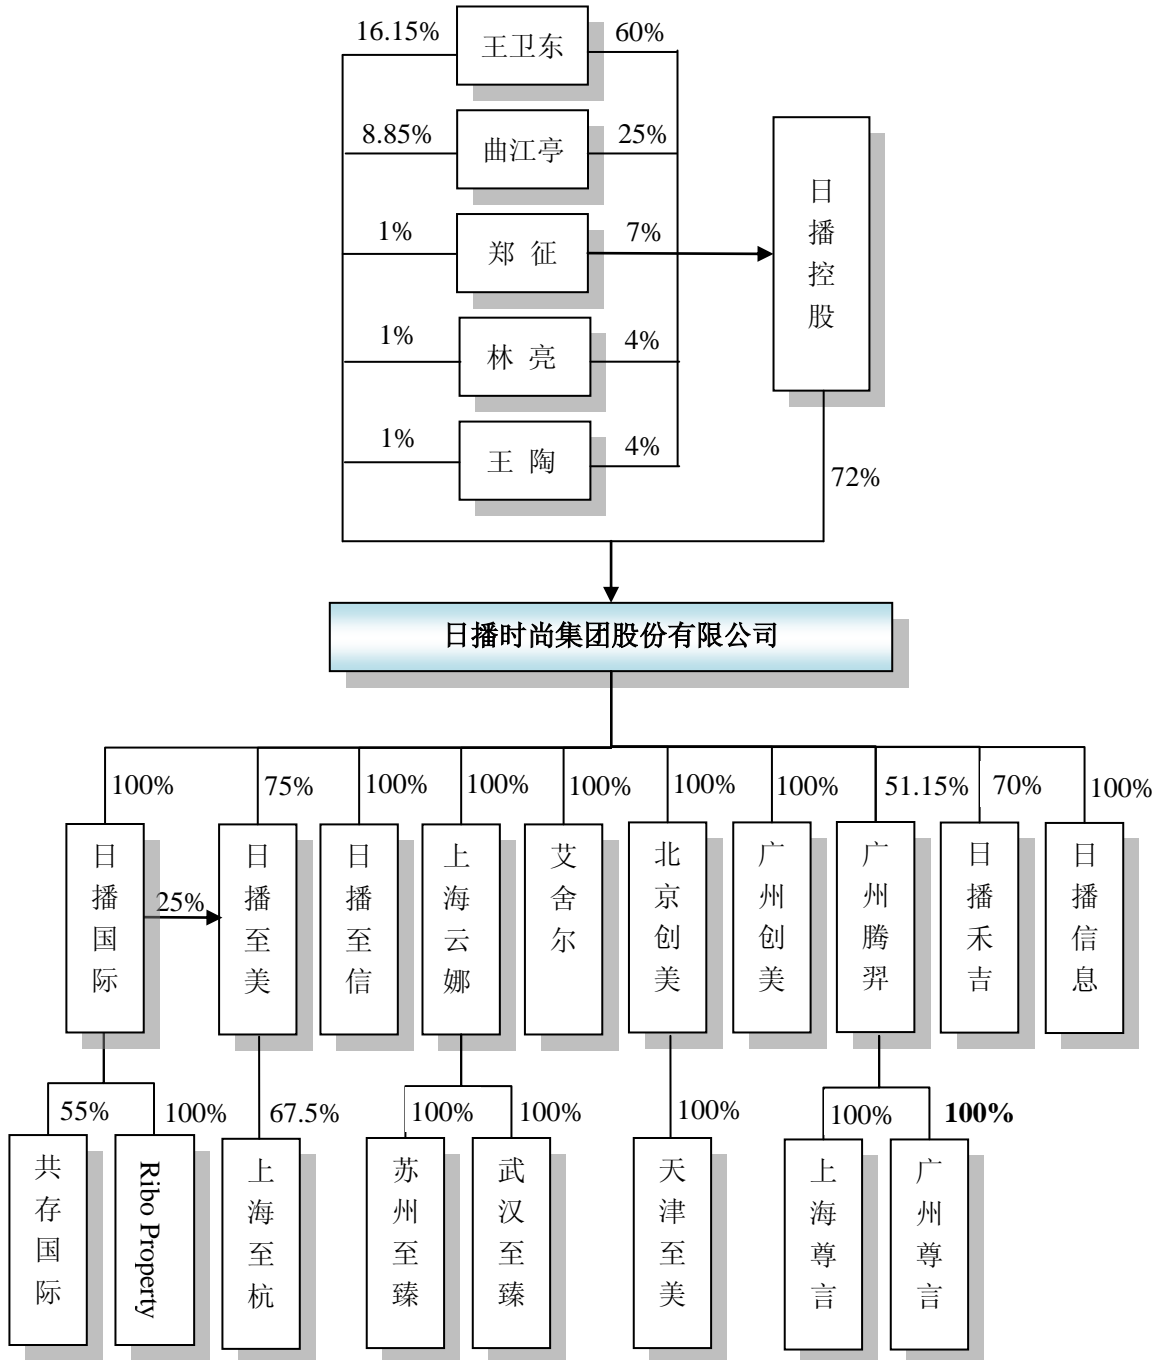 16.15%
王卫东
60%
8.85%
曲江亭
25%
1%
郑 征
7%
日播控股
1%
林 亮
4%
1%
王 陶
4%
72%
日播时尚集团股份有限公司
100%
75%
100%
100%
100%
100%
100%
51.15%
70%
100%
日播国际
25%
日播至美
日播至信
上海云娜
艾舍尔
北京创美
广州创美
广州腾羿
日播禾吉
日播信息
55%
100%
67.5%
100%
100%
100%
100%
100%
共存国际
Ribo Property
上海至杭
苏州至臻
武汉至臻
天津至美
上海尊言
广州尊言